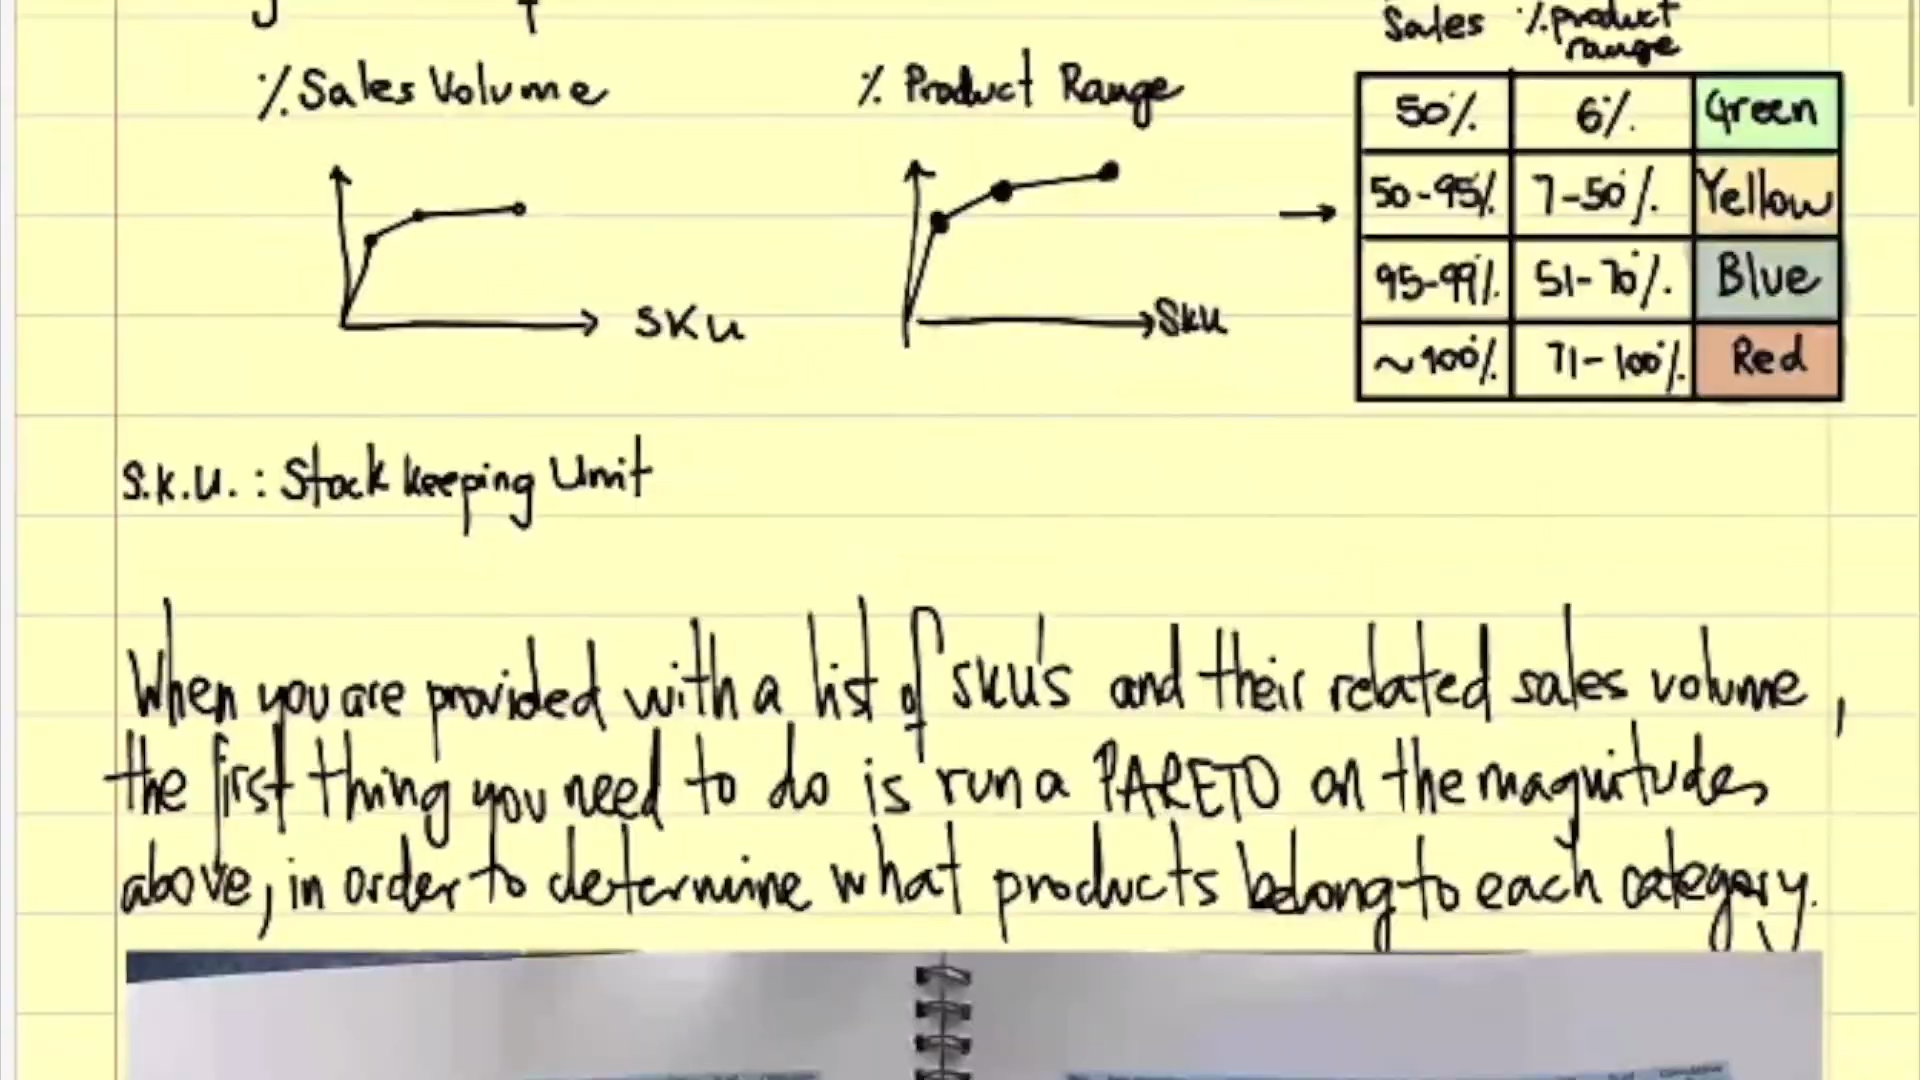 Sales % product
range
% Sales Volume
% Product Range
50% 6% Green
50-95% 7-50% Yellow
95-99% 51-70% Blue
~100% 71-100% Red
SKU
SKU
S.K.U. : Stock keeping Unit
When you are provided with a list of SKU's and their related sales volume,
the first thing you need to do is run a PARETO on the magnitudes
above, in order to determine what products belong to each category.